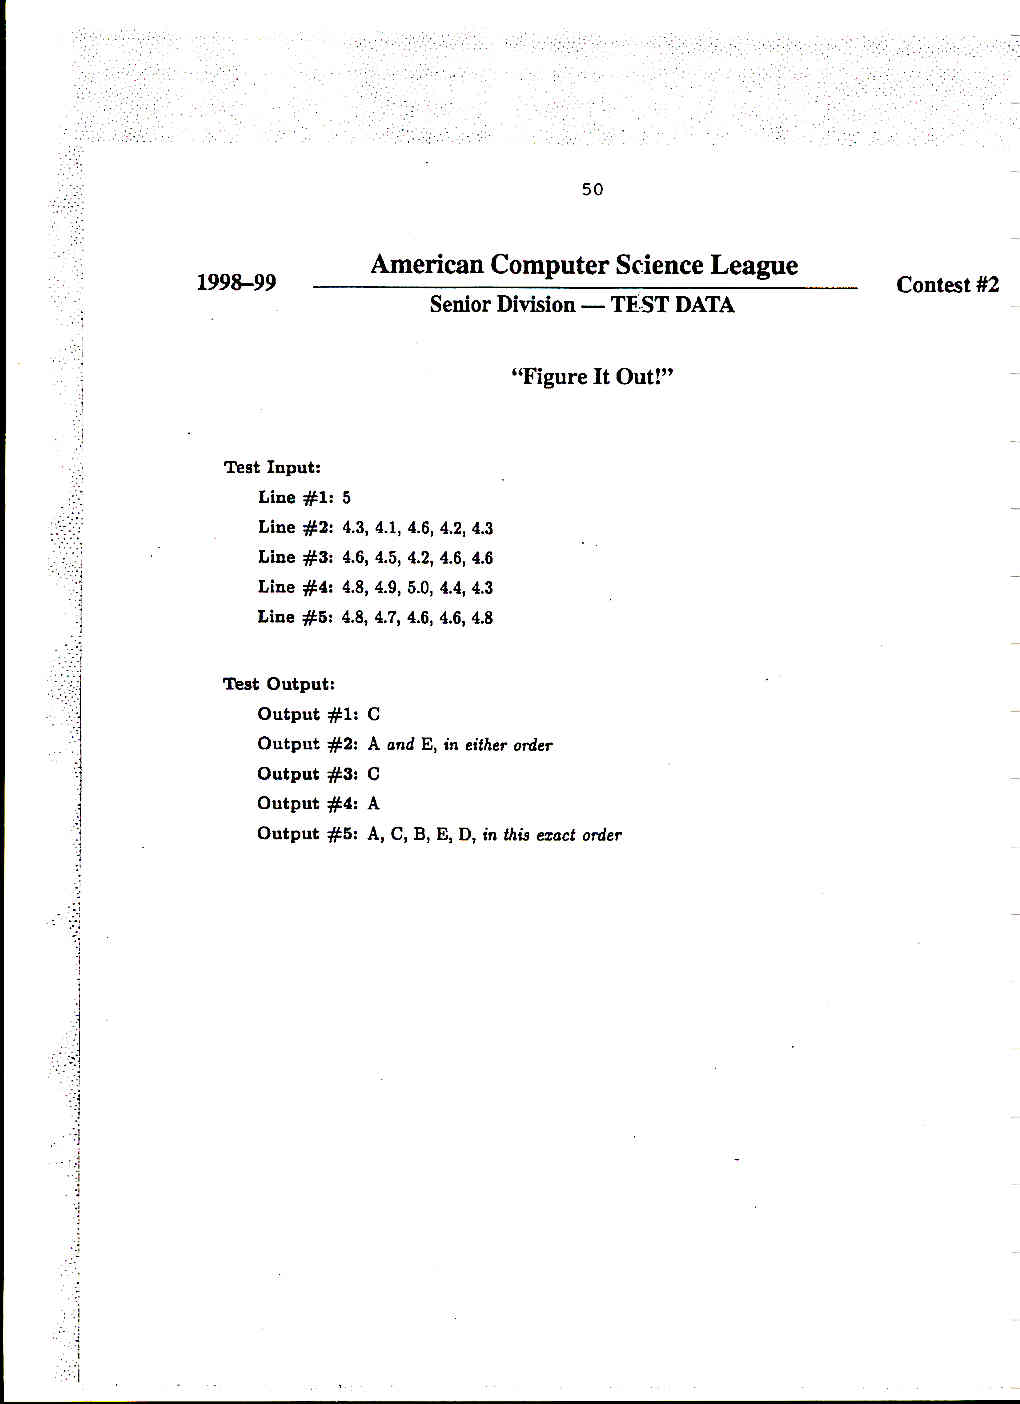 50
American Computer Science League
1998–99
Contest #2
Senior Division — TEST DATA
“Figure It Out!”
Test Input:
Line #1: 5
Line #2: 4.3, 4.1, 4.6, 4.2, 4.3
Line #3: 4.6, 4.5, 4.2, 4.6, 4.6
Line #4: 4.8, 4.9, 5.0, 4.4, 4.3
Line #5: 4.8, 4.7, 4.6, 4.6, 4.8
Test Output:
Output #1: C
Output #2: A and E, in either order
Output #3: C
Output #4: A
Output #5: A, C, B, E, D, in this exact order